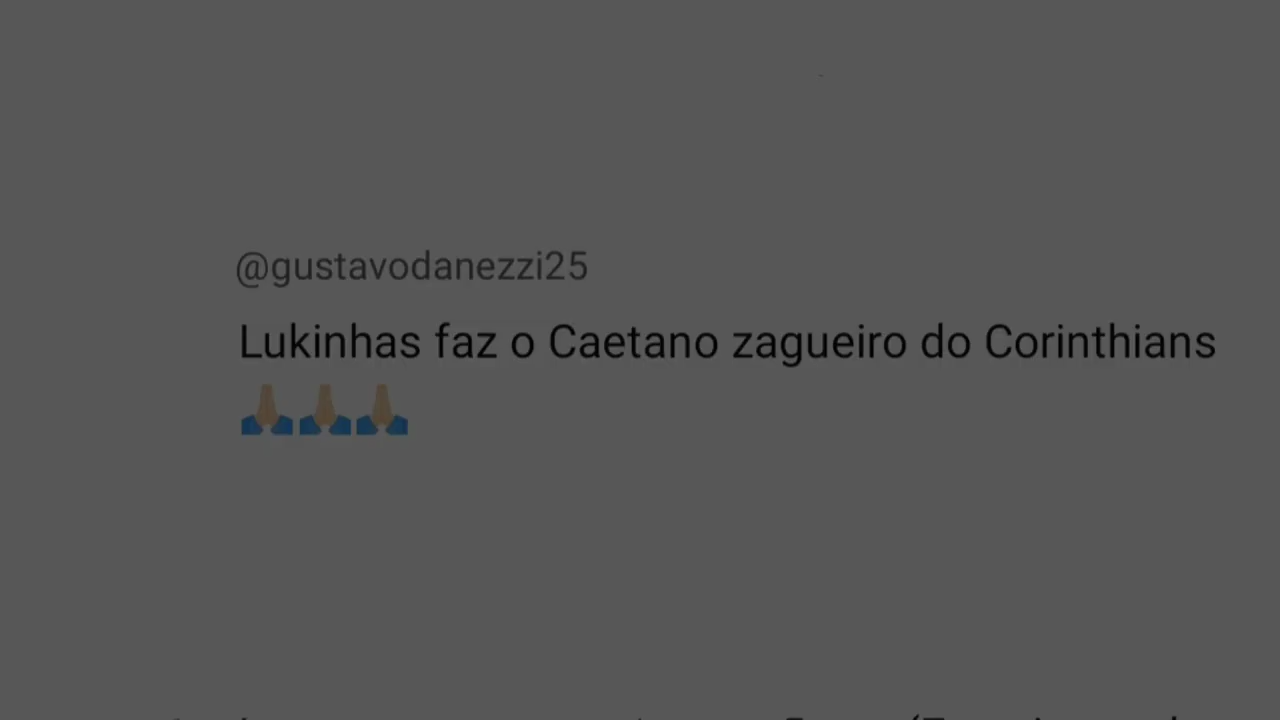 @gustavodanezzi25
Lukinhas faz o Caetano zagueiro do Corinthians
🙏🏼🙏🏼🙏🏼